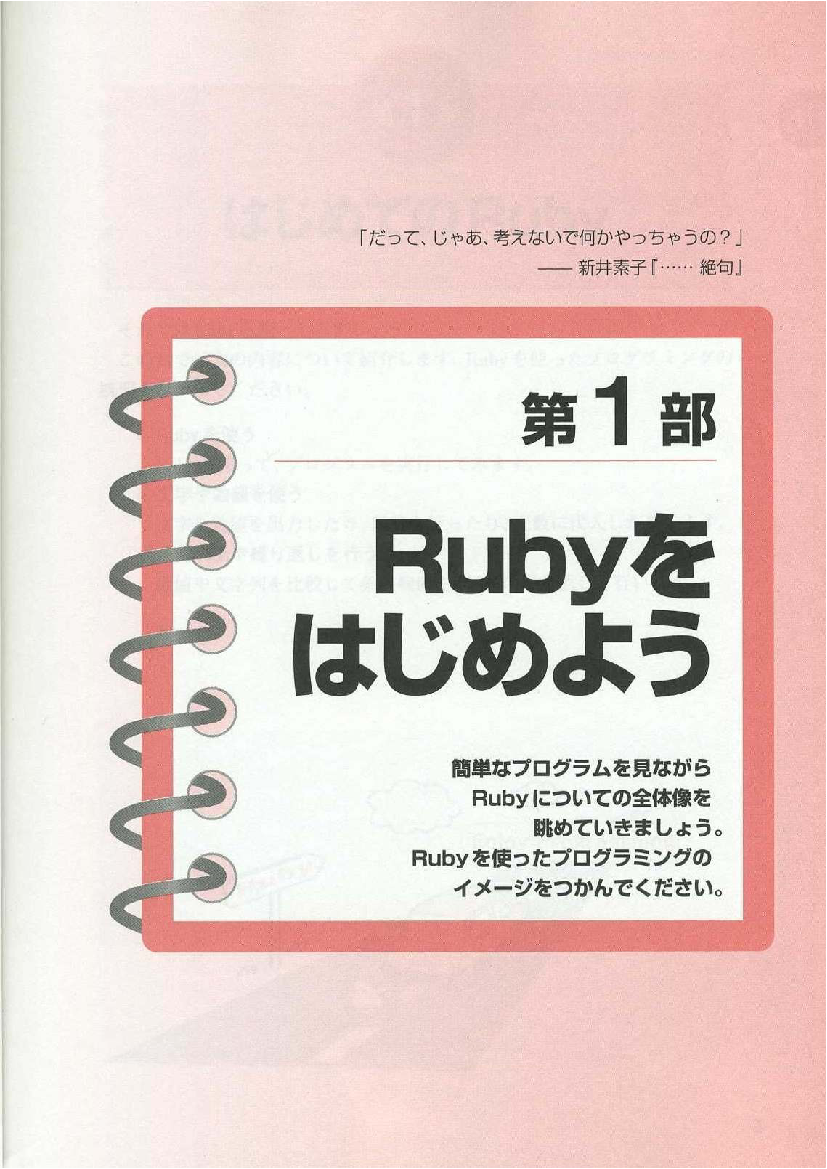 「だって、じゃあ、考えないで何かやっちゃうの？」
―― 新井素子『…… 絶句』
第1部
Rubyを
はじめよう
簡単なプログラムを見ながら
Rubyについての全体像を
眺めていきましょう。
Rubyを使ったプログラミングの
イメージをつかんでください。